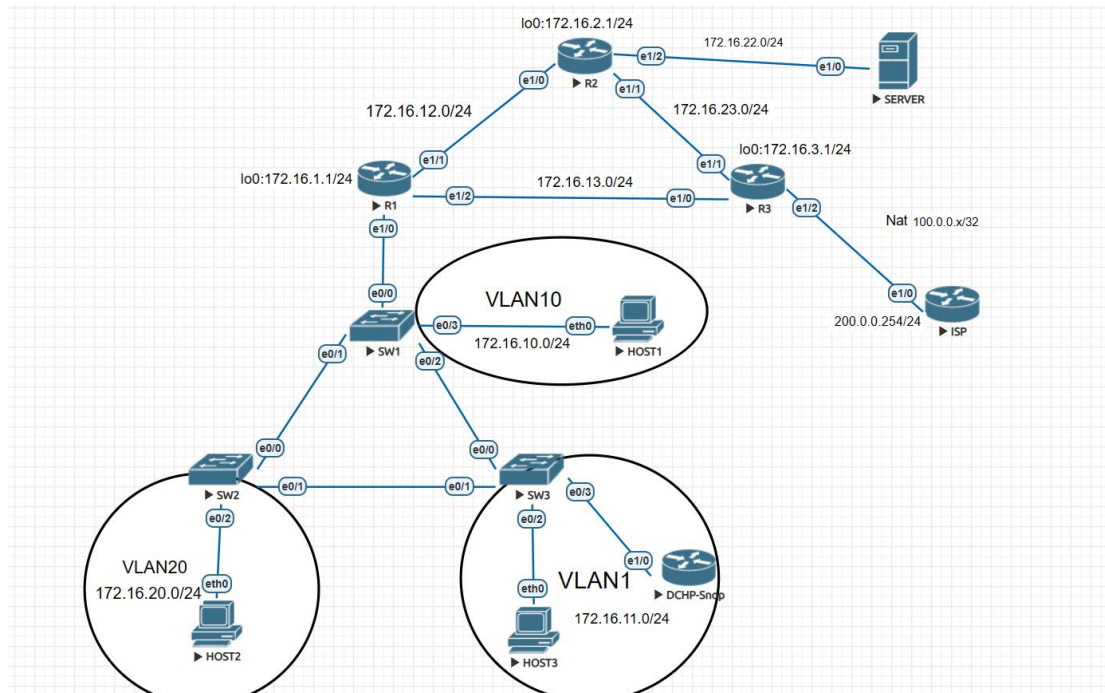 lo0:172.16.2.1/24
172.16.22.0/24
e1/2
e1/0
e1/0
R2
e1/1
SERVER
172.16.12.0/24
172.16.23.0/24
lo0:172.16.3.1/24
e1/1
e1/1
lo0:172.16.1.1/24
172.16.13.0/24
e1/2
e1/0
R1
R3
e1/2
e1/0
Nat 100.0.0.x/32
e0/0
VLAN10
e1/0
200.0.0.254/24
ISP
e0/3
eth0
172.16.10.0/24
SW1
HOST1
e0/1
e0/2
e0/0
e0/0
SW2
e0/1
e0/1
SW3
e0/3
e0/2
e0/2
VLAN20
172.16.20.0/24
eth0
HOST2
e1/0
VLAN1
eth0
DCHP-Snop
172.16.11.0/24
HOST3